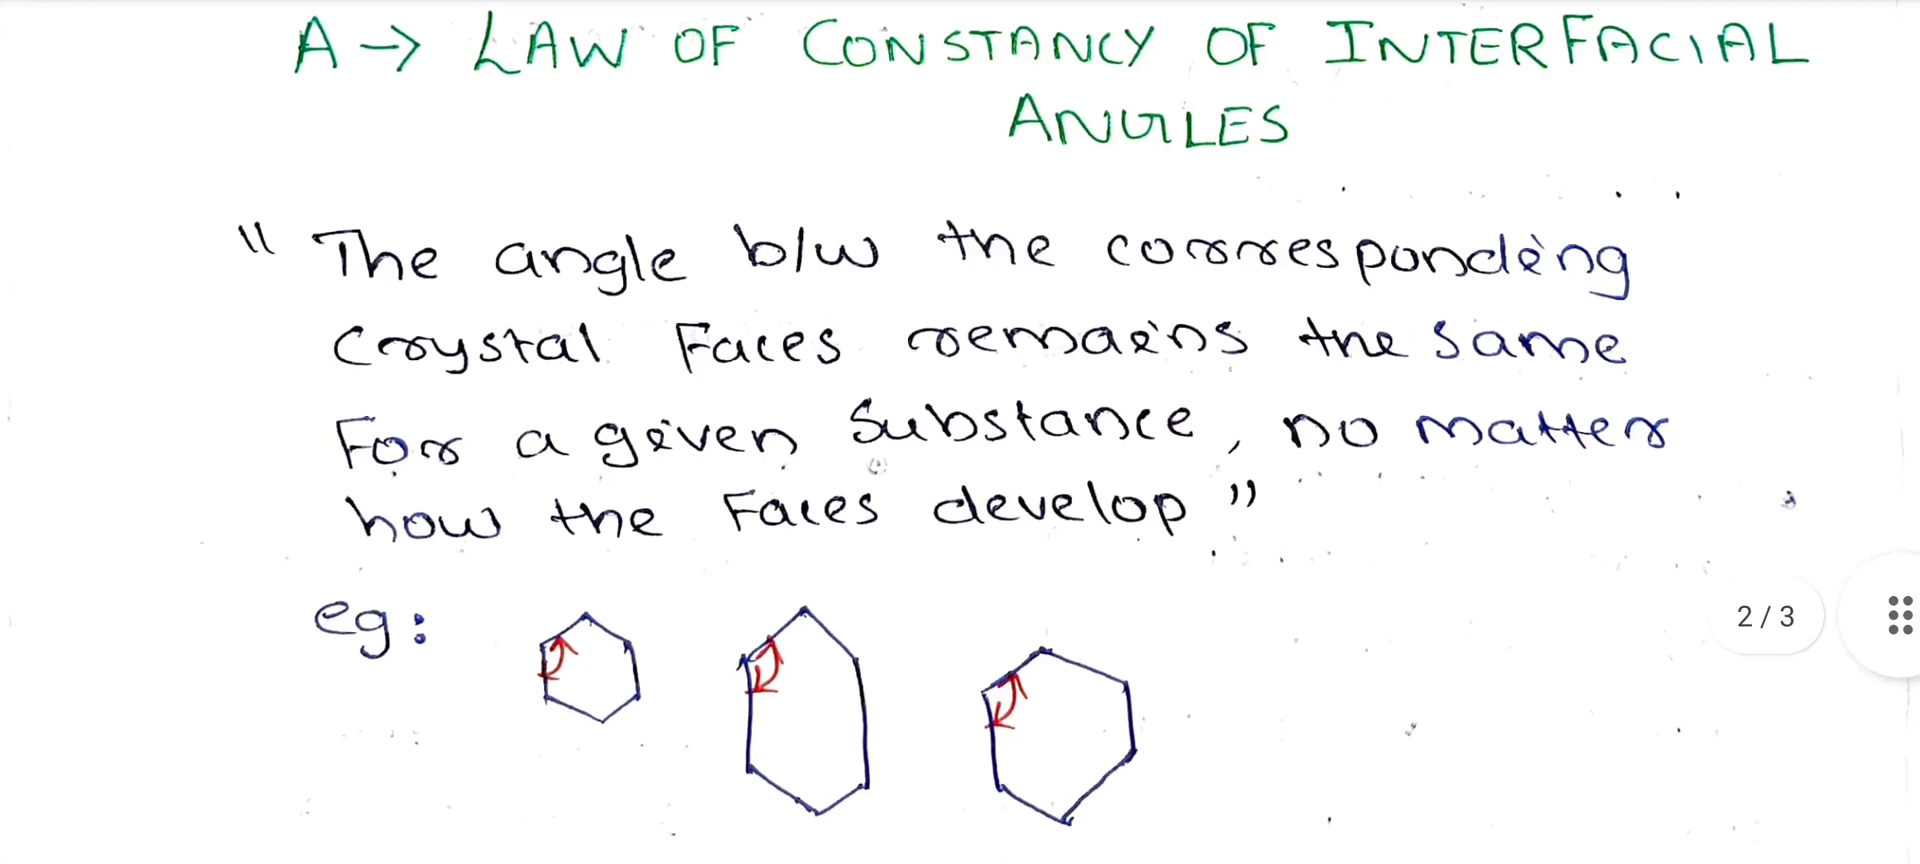 A → LAW OF CONSTANCY OF INTERFACIAL
ANGLES
" The angle b/w the corresponding
Crystal Faces remains the same
For a given Substance, no matter
how the Faces develop "
eg:
2 / 3